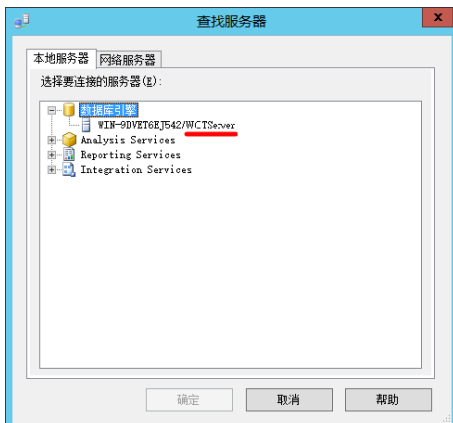 查找服务器
x
本地服务器 网络服务器
选择要连接的服务器(E):
数据库引擎
WIN-9DVET6EJ542/WCTServer
Analysis Services
Reporting Services
Integration Services
确定 取消 帮助